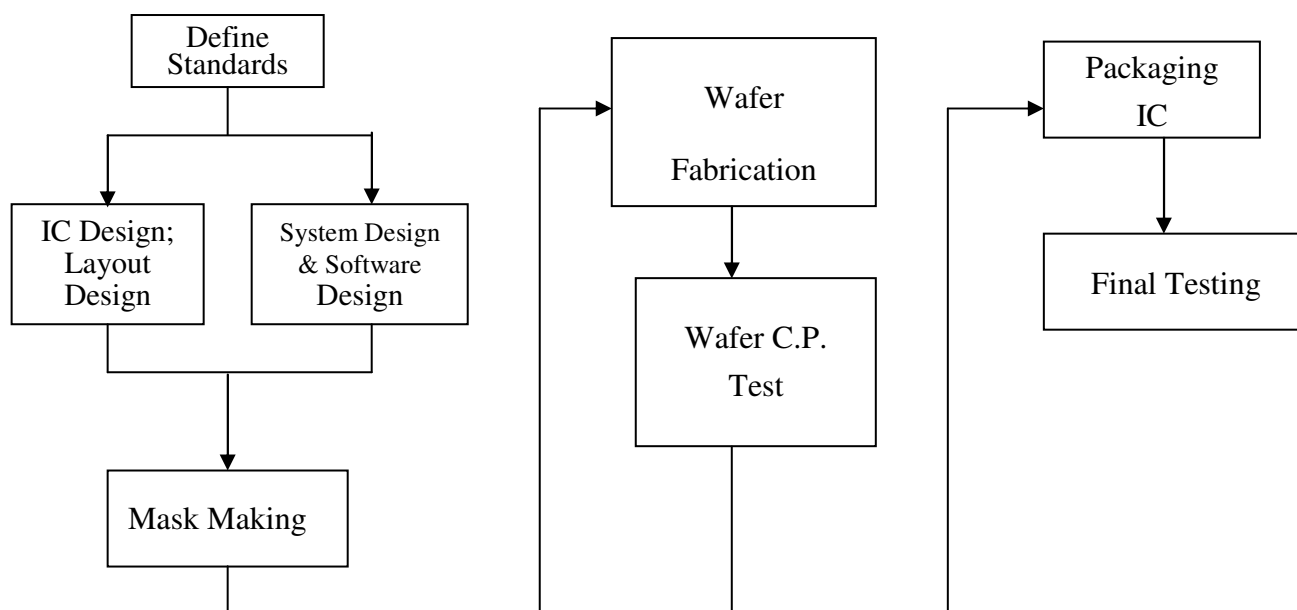 Define
Standards
IC Design;
Layout
Design
System Design
& Software
Design
Mask Making
Wafer
Fabrication
Wafer C.P.
Test
Packaging
IC
Final Testing